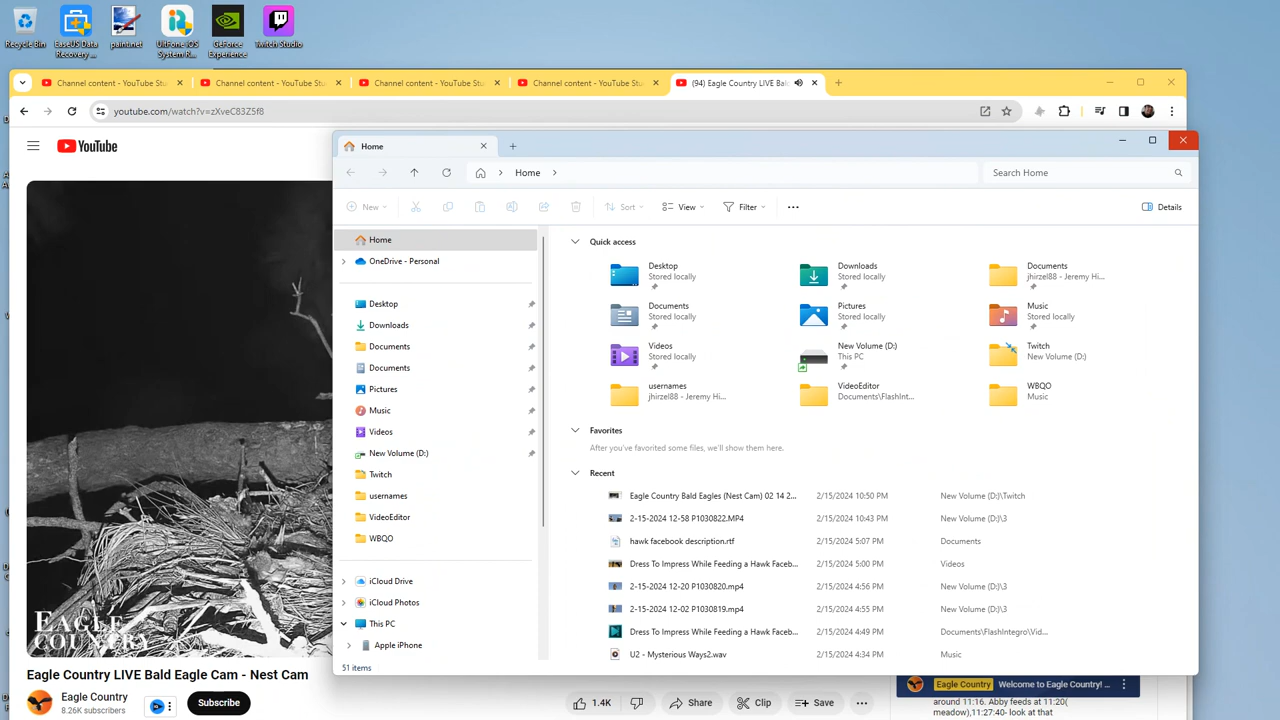 Recycle Bin
EaseUS Data
Recovery ...
paint.net
UltFone iOS
System R...
GeForce
Experience
Twitch Studio
Channel content - YouTube Stu
Channel content - YouTube Stu
Channel content - YouTube Stu
Channel content - YouTube Stu
(94) Eagle Country LIVE Bal
youtube.com/watch?v=zXveC83Z5f8
YouTube
Home
Home
Search Home
New
Sort
View
Filter
Details
Home
OneDrive - Personal
Desktop
Downloads
Documents
Documents
Pictures
Music
Videos
New Volume (D:)
Twitch
usernames
VideoEditor
WBQO
iCloud Drive
iCloud Photos
This PC
Apple iPhone
51 items
Quick access
Desktop
Stored locally
Downloads
Stored locally
Documents
jhirzel88 - Jeremy Hi...
Documents
Stored locally
Pictures
Stored locally
Music
Stored locally
Videos
Stored locally
New Volume (D:)
This PC
Twitch
New Volume (D:)
usernames
jhirzel88 - Jeremy Hi...
VideoEditor
Documents\FlashInt...
WBQO
Music
Favorites
After you've favorited some files, we'll show them here.
Recent
Eagle Country Bald Eagles (Nest Cam) 02 14 2... 2/15/2024 10:50 PM New Volume (D:)\Twitch
2-15-2024 12-58 P1030822.MP4 2/15/2024 10:43 PM New Volume (D:)\3
hawk facebook description.rtf 2/15/2024 5:07 PM Documents
Dress To Impress While Feeding a Hawk Faceb... 2/15/2024 5:00 PM Videos
2-15-2024 12-20 P1030820.mp4 2/15/2024 4:56 PM New Volume (D:)\3
2-15-2024 12-02 P1030819.mp4 2/15/2024 4:55 PM New Volume (D:)\3
Dress To Impress While Feeding a Hawk Faceb... 2/15/2024 4:49 PM Documents\FlashIntegro\Vid...
U2 - Mysterious Ways2.wav 2/15/2024 4:34 PM Music
EAGLE
COUNTRY
Eagle Country LIVE Bald Eagle Cam - Nest Cam
Eagle Country
8.26K subscribers
Subscribe
1.4K
Share
Clip
Save
Eagle Country Welcome to Eagle Country! ...
around 11:16. Abby feeds at 11:20(
meadow),11:27:40- look at that